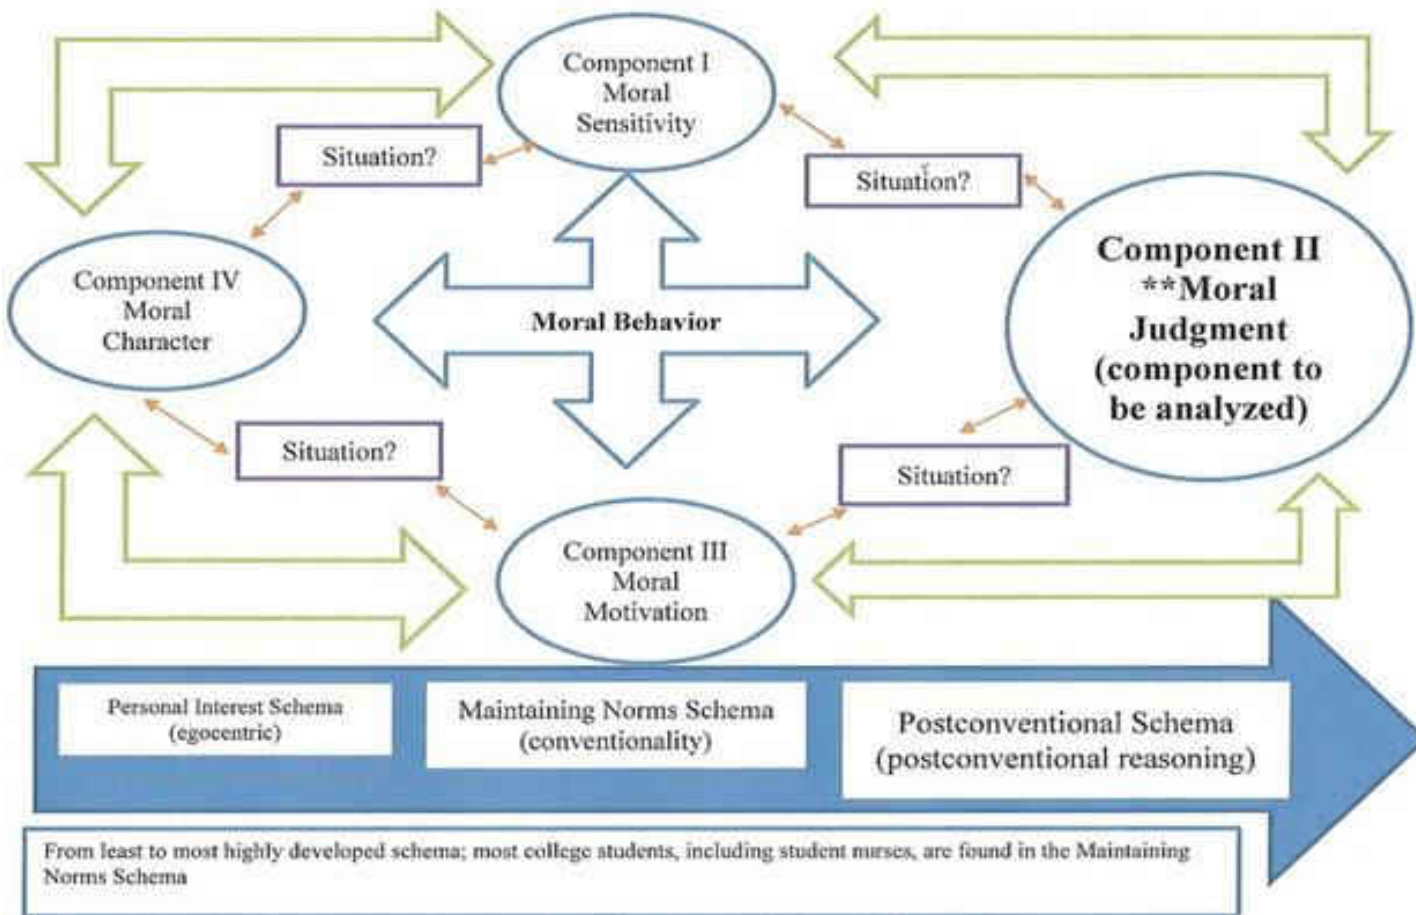 Component I
Moral
Sensitivity
Situation?
Situation?
Component IV
Moral
Character
Moral Behavior
Component II
**Moral
Judgment
(component to
be analyzed)
Situation?
Situation?
Component III
Moral
Motivation
Personal Interest Schema
(egocentric)
Maintaining Norms Schema
(conventionality)
Postconventional Schema
(postconventional reasoning)
From least to most highly developed schema; most college students, including student nurses, are found in the Maintaining
Norms Schema